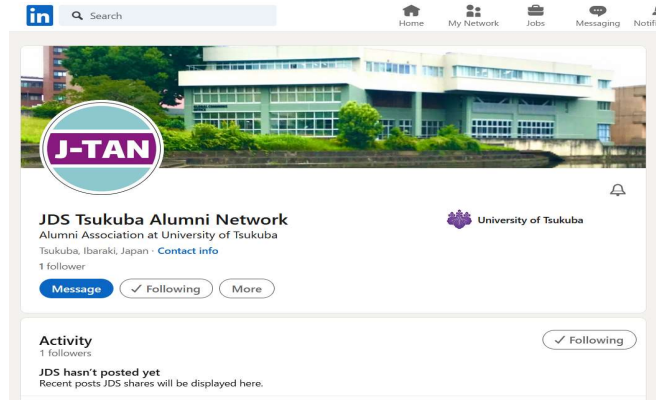 in
Search
Home
My Network
Jobs
Messaging
J-TAN
JDS Tsukuba Alumni Network
Alumni Association at University of Tsukuba
Tsukuba, Ibaraki, Japan · Contact info
1 follower
Message
✓ Following
More
University of Tsukuba
Activity
1 followers
✓ Following
JDS hasn't posted yet
Recent posts JDS shares will be displayed here.